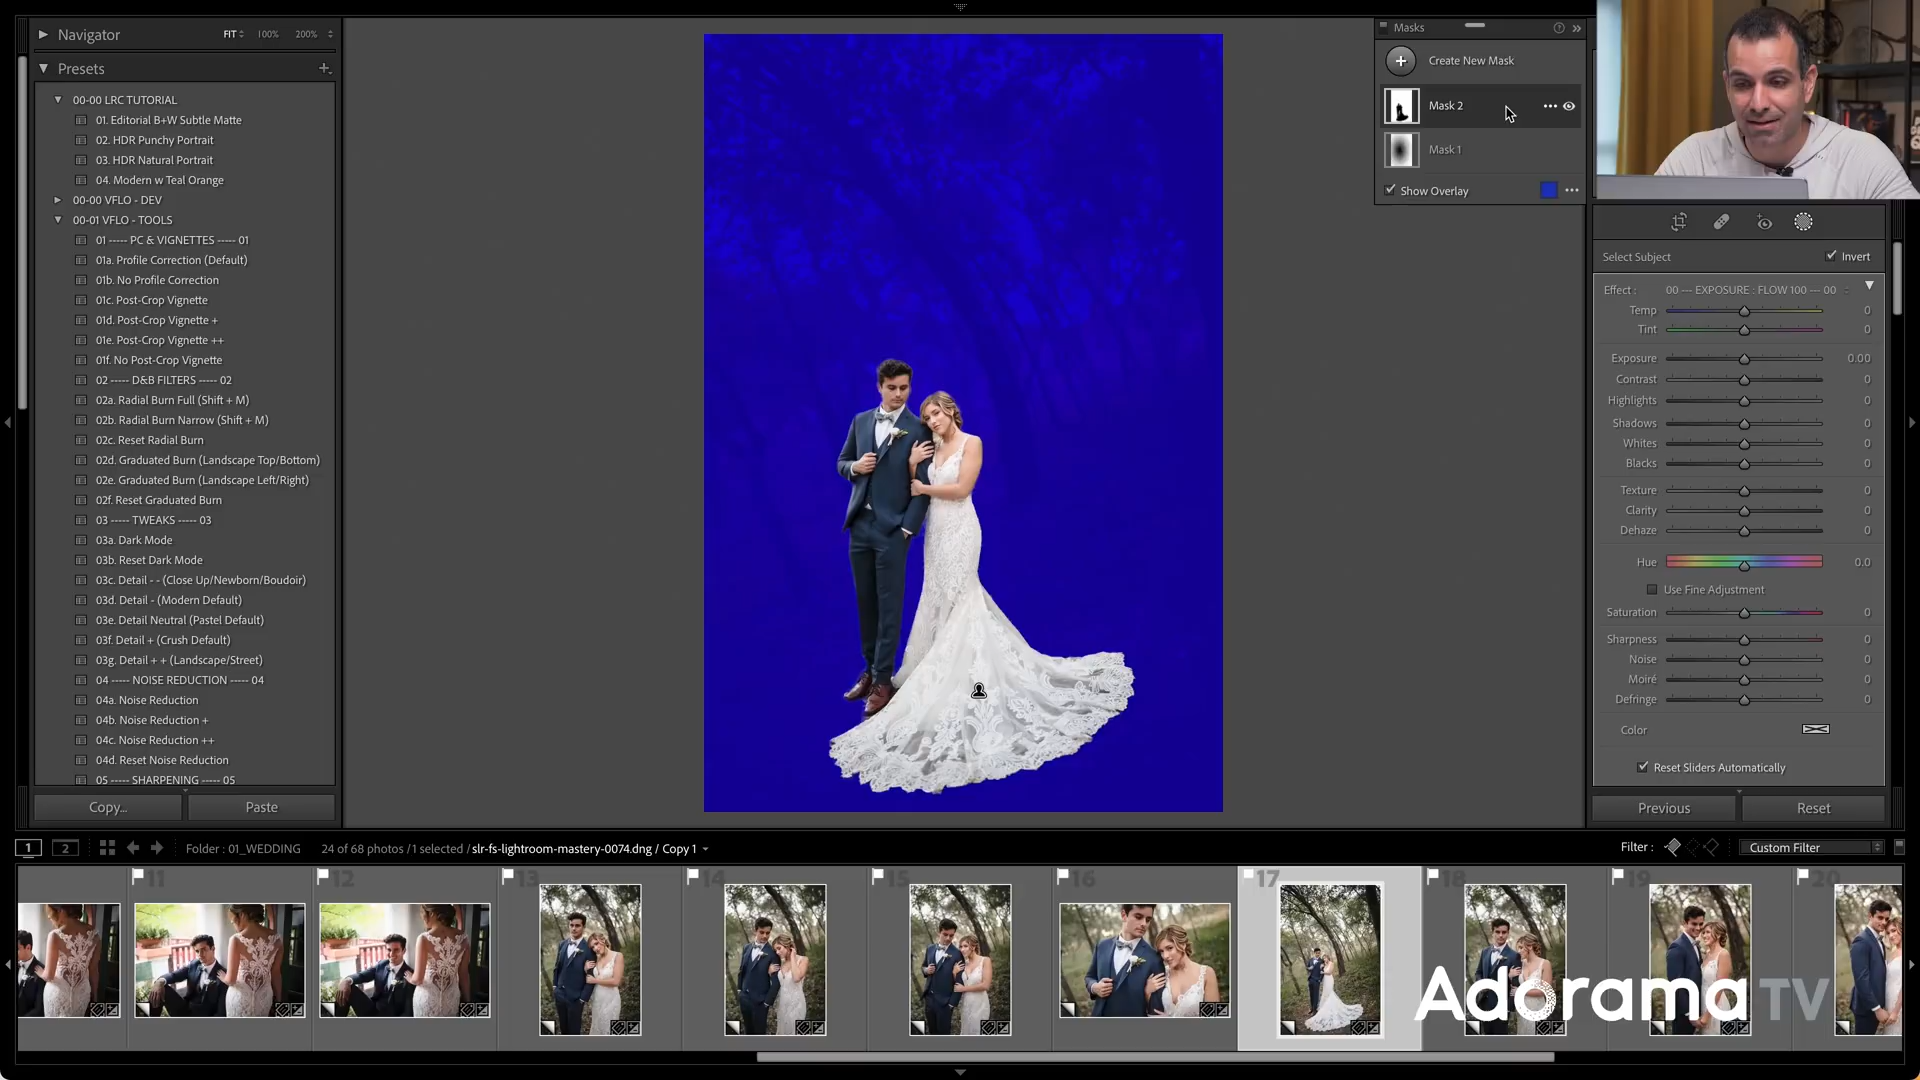 Navigator
FIT
100%
200%
Presets
00-00 LRC TUTORIAL
01. Editorial B+W Subtle Matte
02. HDR Punchy Portrait
03. HDR Natural Portrait
04. Modern w Teal Orange
00-00 VFLO - DEV
00-01 VFLO - TOOLS
01 ----- PC & VIGNETTES ----- 01
01a. Profile Correction (Default)
01b. No Profile Correction
01c. Post-Crop Vignette
01d. Post-Crop Vignette +
01e. Post-Crop Vignette ++
01f. No Post-Crop Vignette
02 ----- D&B FILTERS ----- 02
02a. Radial Burn Full (Shift + M)
02b. Radial Burn Narrow (Shift + M)
02c. Reset Radial Burn
02d. Graduated Burn (Landscape Top/Bottom)
02e. Graduated Burn (Landscape Left/Right)
02f. Reset Graduated Burn
03 ----- TWEAKS ----- 03
03a. Dark Mode
03b. Reset Dark Mode
03c. Detail - - (Close Up/Newborn/Boudoir)
03d. Detail - (Modern Default)
03e. Detail Neutral (Pastel Default)
03f. Detail + (Crush Default)
03g. Detail + + (Landscape/Street)
04 ----- NOISE REDUCTION ----- 04
04a. Noise Reduction
04b. Noise Reduction +
04c. Noise Reduction ++
04d. Reset Noise Reduction
05 ----- SHARPENING ----- 05
Copy...
Paste
Masks
Create New Mask
Mask 2
Mask 1
Show Overlay
Select Subject
Invert
Effect :
00 --- EXPOSURE : FLOW 100 --- 00
Temp 0
Tint 0
Exposure 0.00
Contrast 0
Highlights 0
Shadows 0
Whites 0
Blacks 0
Texture 0
Clarity 0
Dehaze 0
Hue 0.0
Use Fine Adjustment
Saturation 0
Sharpness 0
Noise 0
Moiré 0
Defringe 0
Color
Reset Sliders Automatically
Previous
Reset
1
2
Folder : 01_WEDDING
24 of 68 photos /1 selected / slr-fs-lightroom-mastery-0074.dng / Copy 1
Filter :
Custom Filter
11
12
13
14
15
16
17
18
19
20
Adorama TV